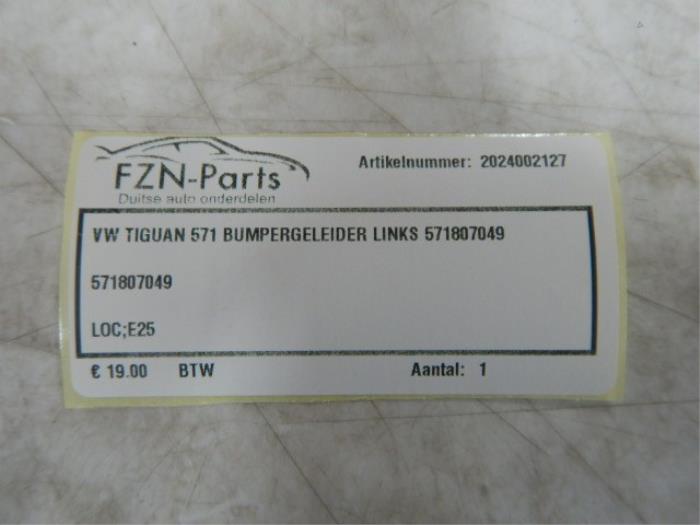 FZN-Parts
Duitse auto onderdelen
Artikelnummer: 2024002127
VW TIGUAN 571 BUMPERGELEIDER LINKS 571807049
571807049
LOC;E25
€ 19.00 BTW Aantal: 1